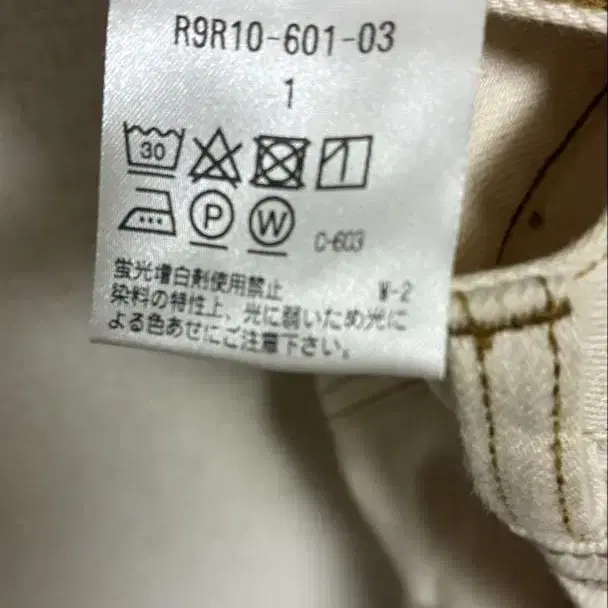 R9R10-601-03
1
30
P W C-603
蛍光増白剤使用禁止 W-2
染料の特性上、光に弱いため光に
よる色あせにご注意下さい。